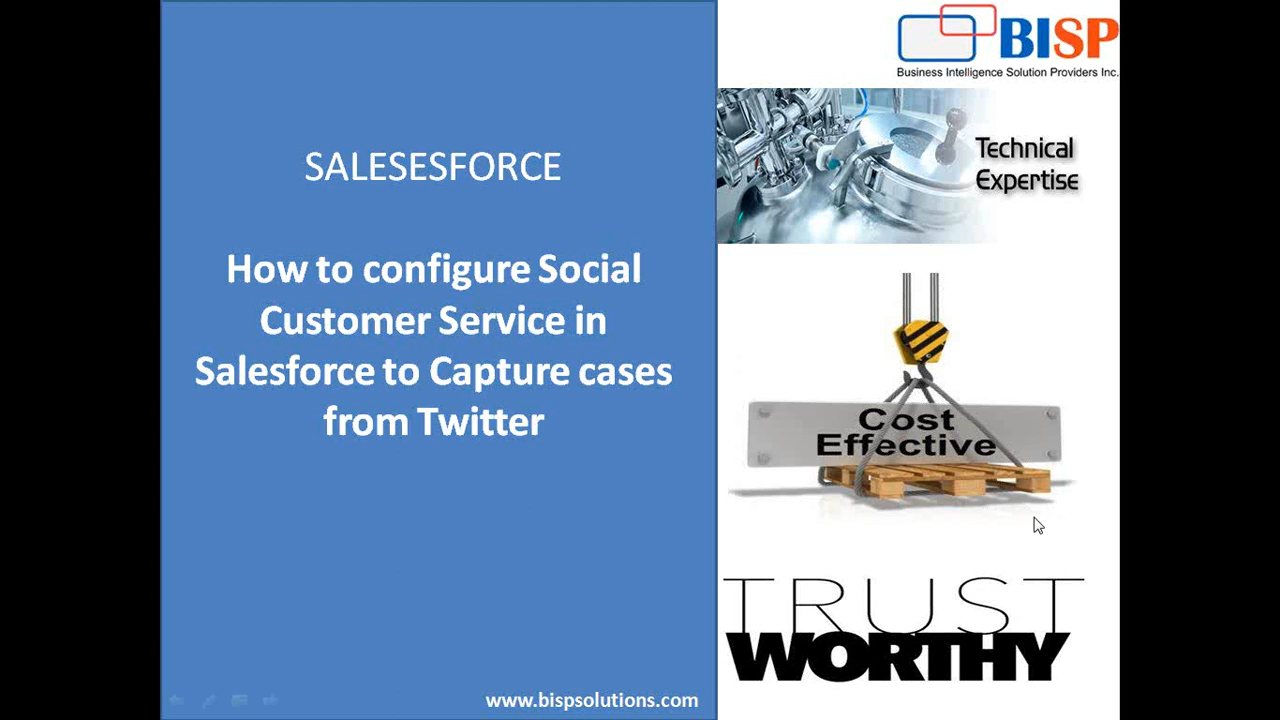 SALESESFORCE
How to configure Social
Customer Service in
Salesforce to Capture cases
from Twitter
www.bispsolutions.com
BISP
Business Intelligence Solution Providers Inc.
Technical
Expertise
Cost
Effective
TRUST
WORTHY